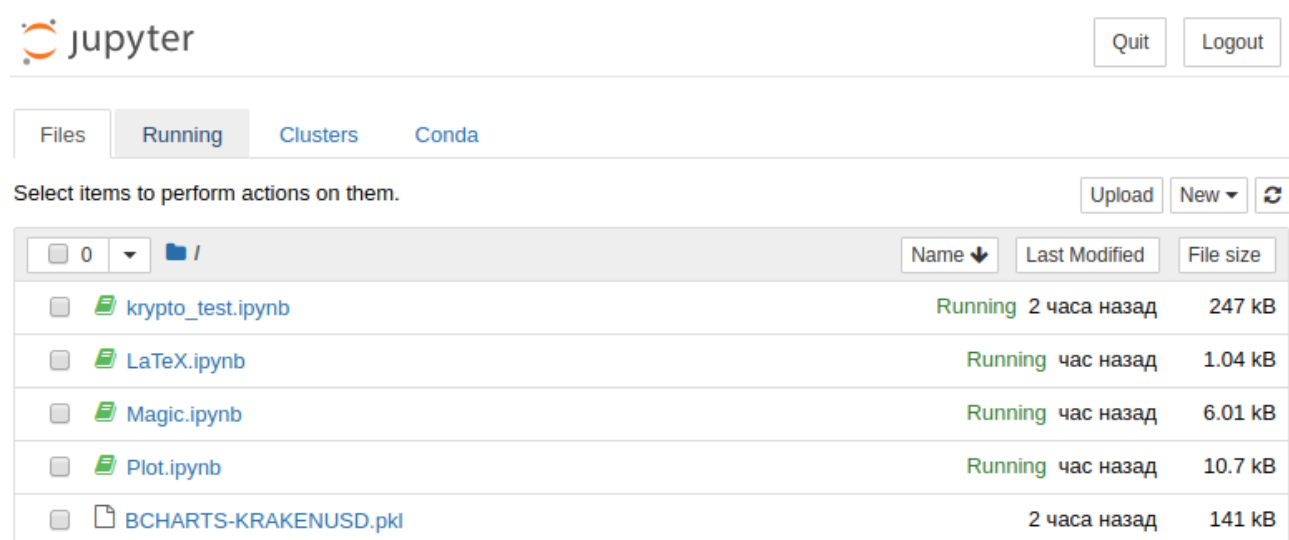 jupyter Quit Logout
Files Running Clusters Conda
Select items to perform actions on them. Upload New
0 / Name Last Modified File size
krypto_test.ipynb Running 2 часа назад 247 kB
LaTeX.ipynb Running час назад 1.04 kB
Magic.ipynb Running час назад 6.01 kB
Plot.ipynb Running час назад 10.7 kB
BCHARTS-KRAKENUSD.pkl 2 часа назад 141 kB